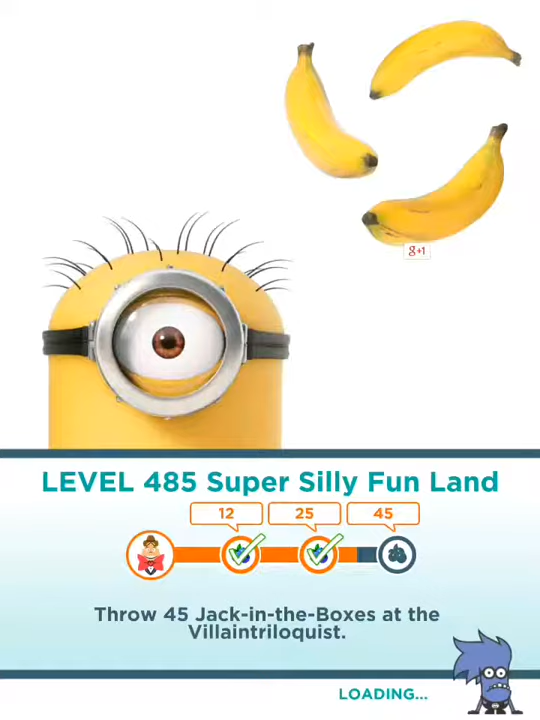 g+1
LEVEL 485 Super Silly Fun Land
12 25 45
Throw 45 Jack-in-the-Boxes at the
Villaintriloquist.
LOADING...